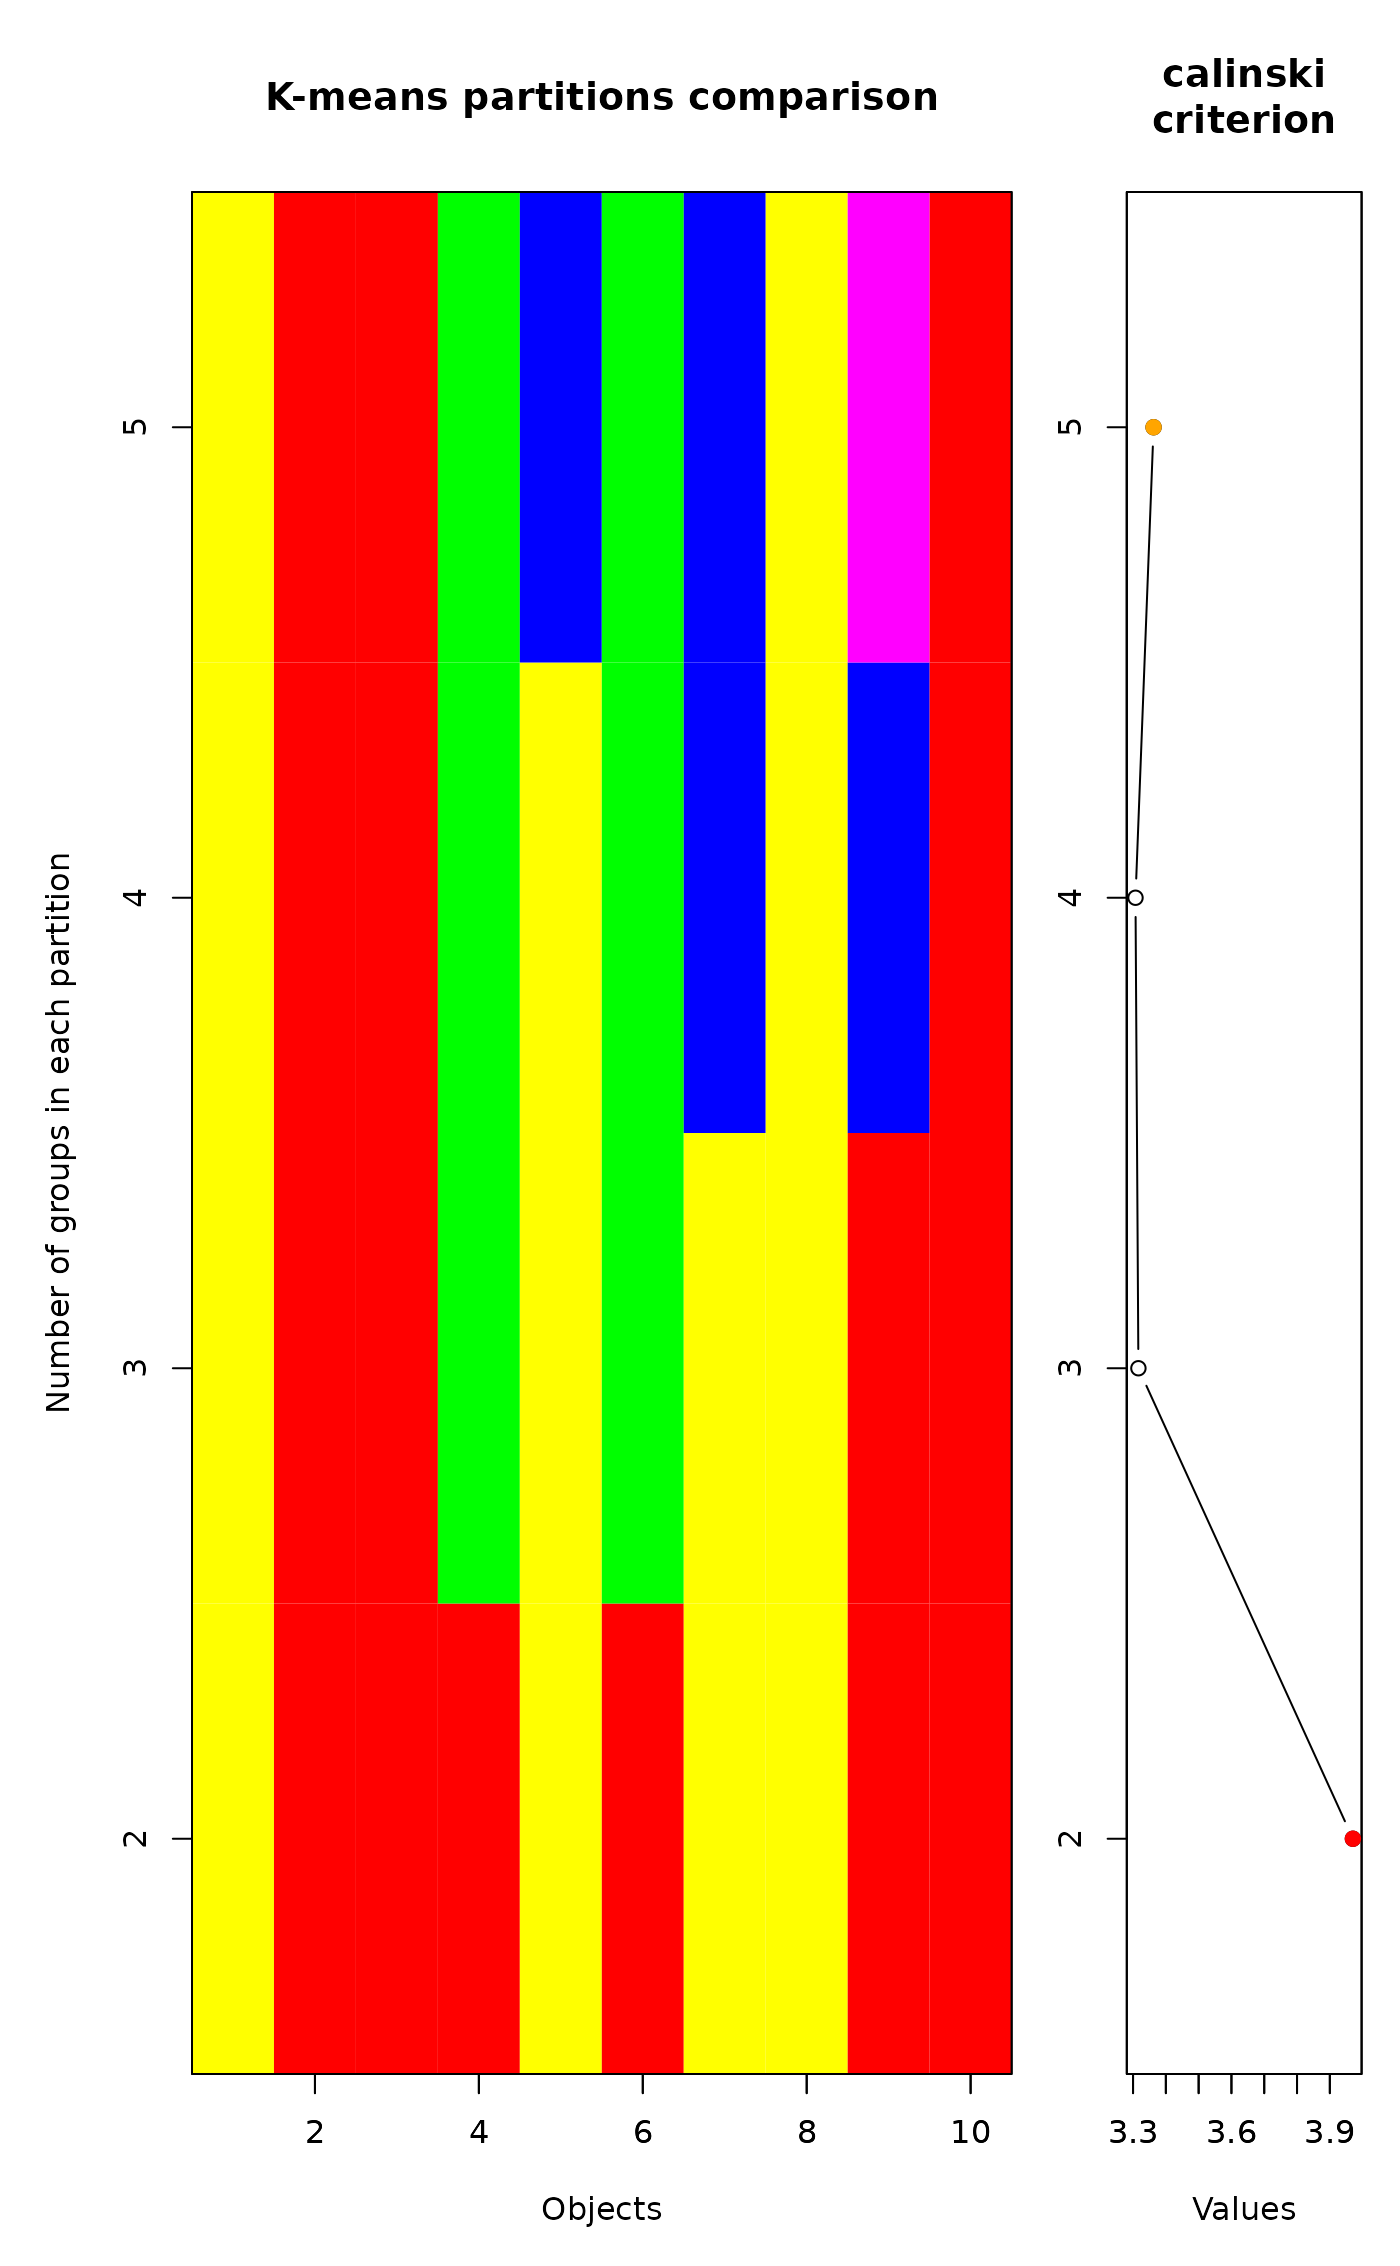 K-means partitions comparison
calinski
criterion
Number of groups in each partition
5
4
3
2
2 4 6 8 10
Objects
5
4
3
2
3.3 3.6 3.9
Values